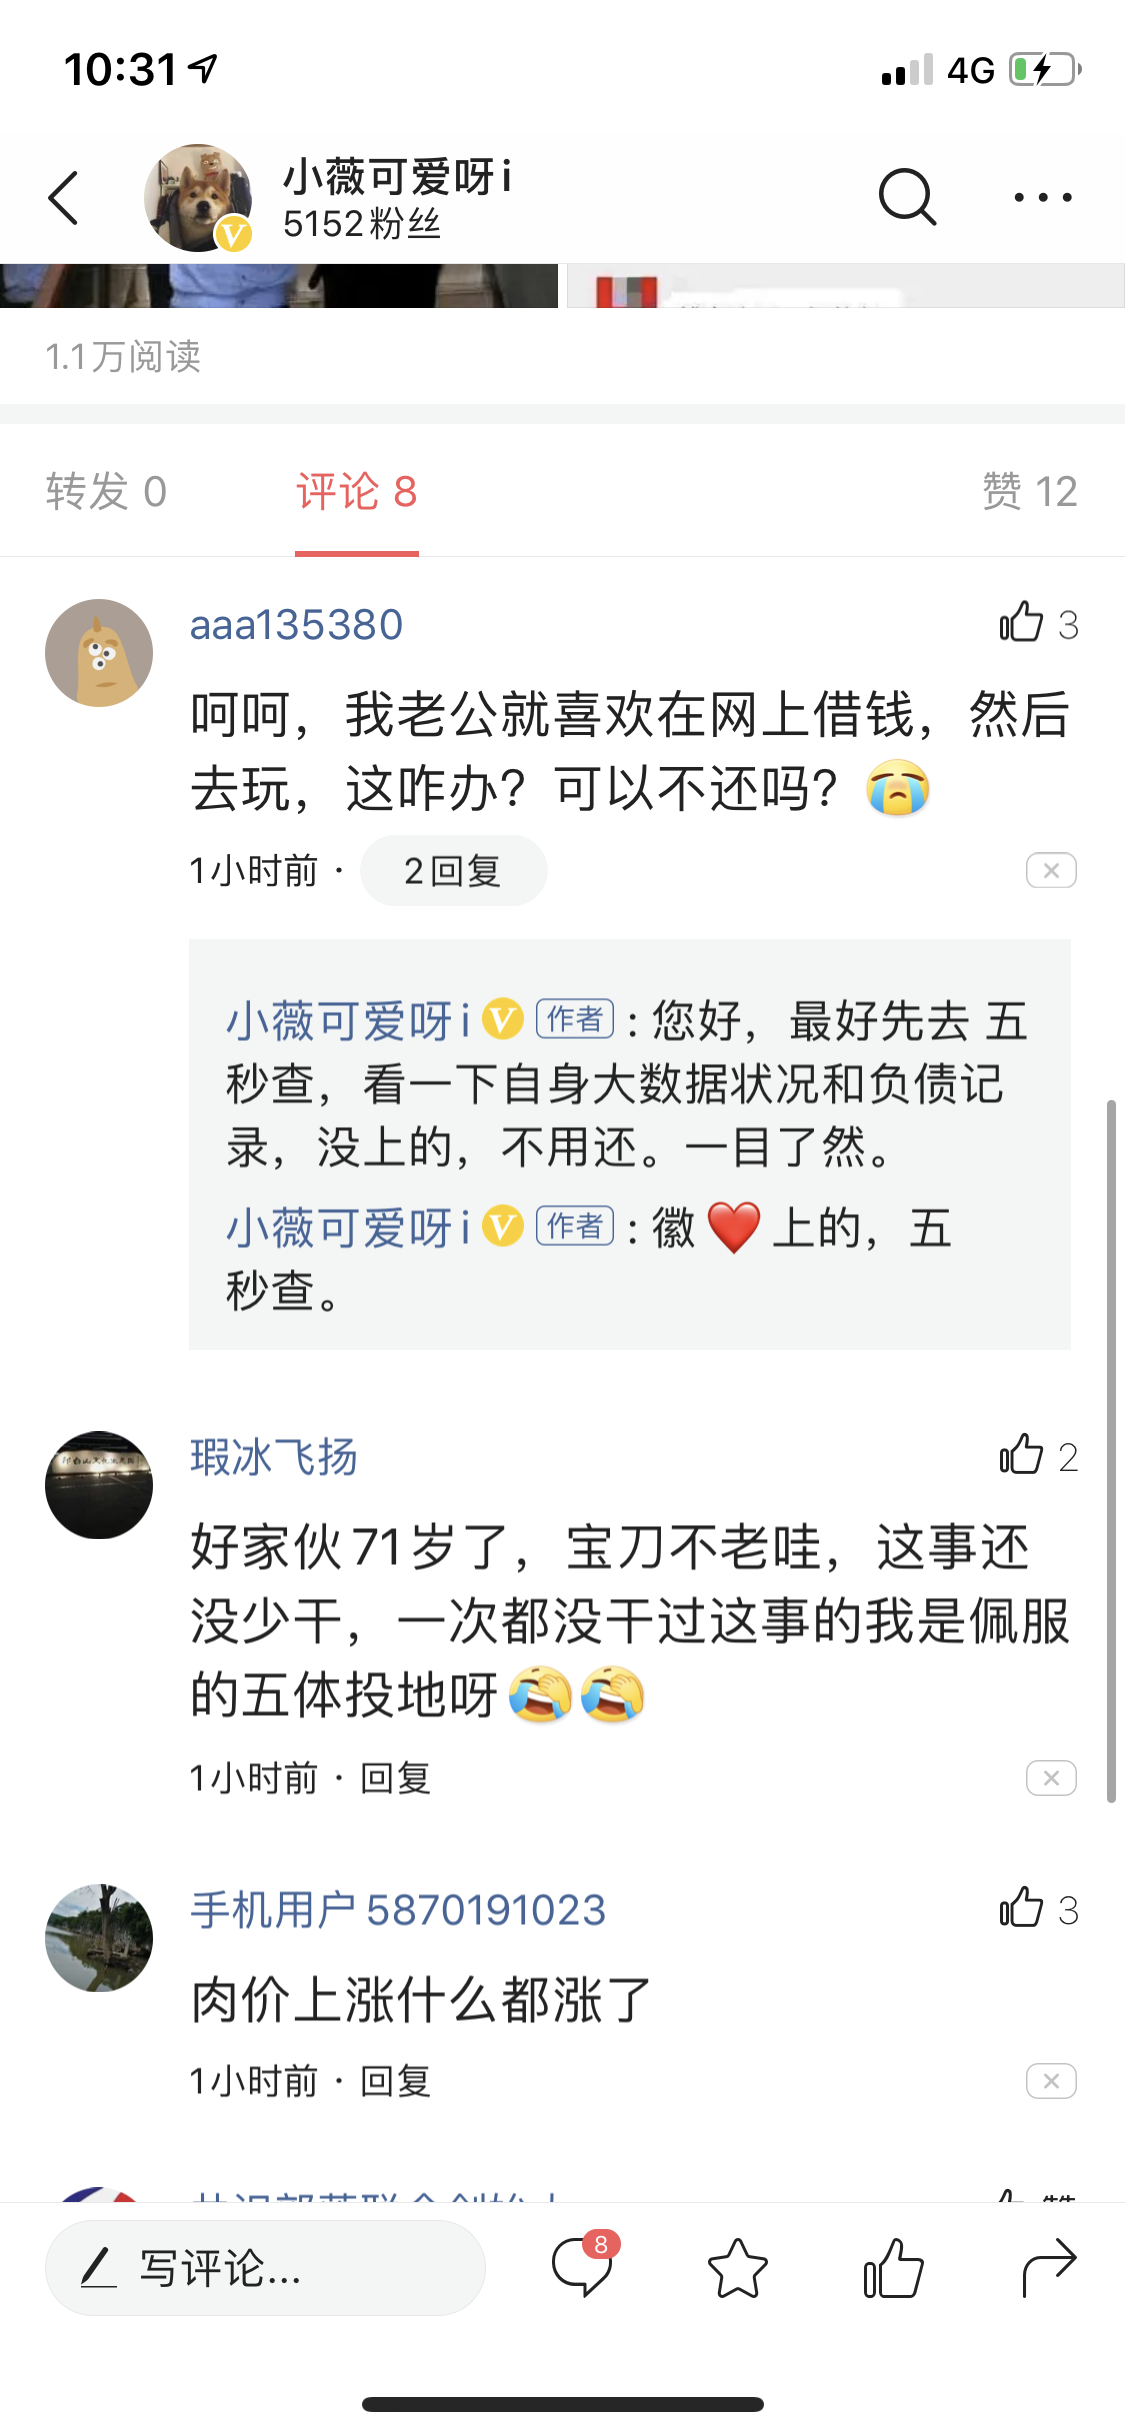 10:31
4G
小薇可爱呀i
5152粉丝
1.1万阅读
转发 0
评论 8
赞 12
aaa135380
3
呵呵，我老公就喜欢在网上借钱，然后
去玩，这咋办？可以不还吗？😭
1小时前 · 2回复
小薇可爱呀i V 作者 : 您好，最好先去 五
秒查，看一下自身大数据状况和负债记
录，没上的，不用还。一目了然。
小薇可爱呀i V 作者 : 徽❤️上的，五
秒查。
瑕冰飞扬
2
好家伙71岁了，宝刀不老哇，这事还
没少干，一次都没干过这事的我是佩服
的五体投地呀
1小时前 · 回复
手机用户5870191023
3
肉价上涨什么都涨了
1小时前 · 回复
写评论...
8